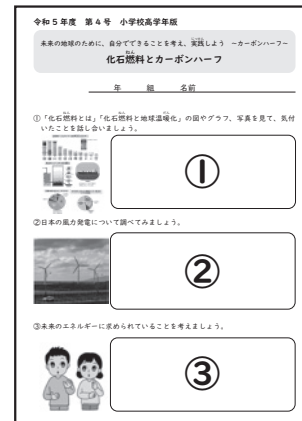 令和5年度 第4号 小学校高学年版
未来の地球のために、自分でできることを考え、実践しよう ～カーボンハーフ～
化石燃料とカーボンハーフ
年 組 名前
①「化石燃料とは」「化石燃料と地球温暖化」の図やグラフ、写真を見て、気付
いたことを話し合いましょう。
①
②日本の風力発電について調べてみましょう。
②
③未来のエネルギーに求められていることを考えましょう。
③